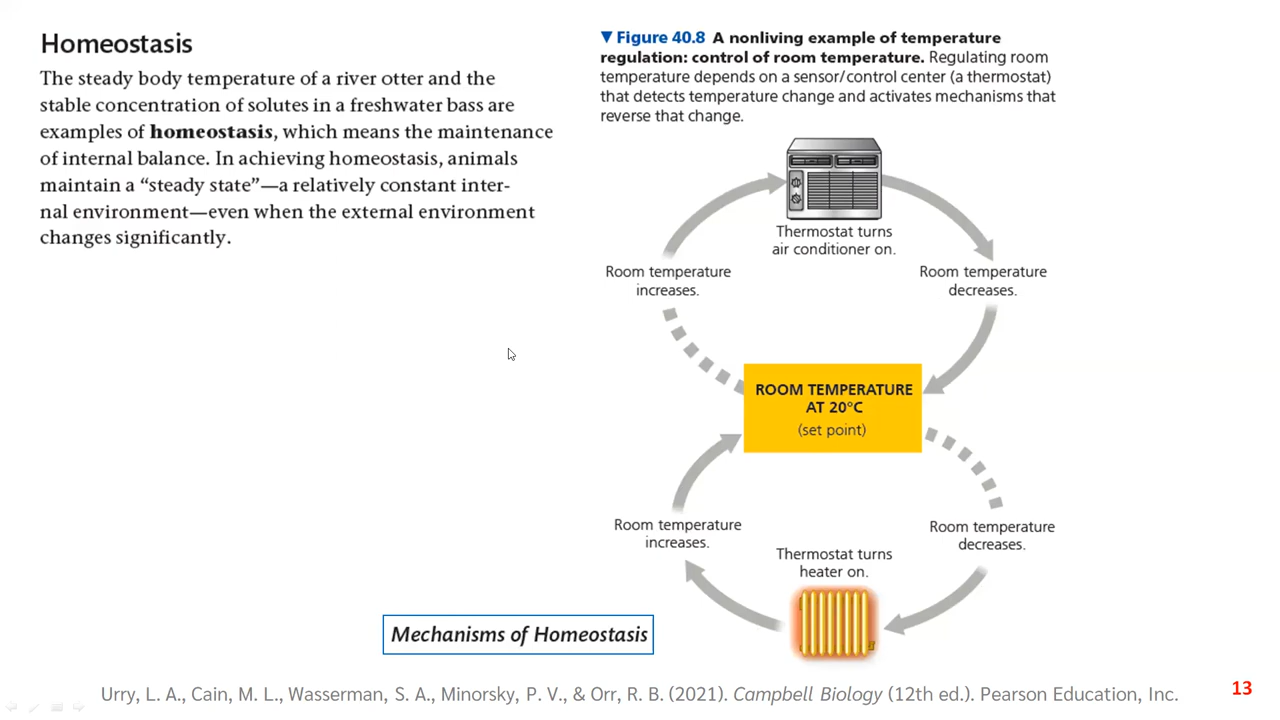 Homeostasis
The steady body temperature of a river otter and the
stable concentration of solutes in a freshwater bass are
examples of homeostasis, which means the maintenance
of internal balance. In achieving homeostasis, animals
maintain a “steady state”—a relatively constant inter-
nal environment—even when the external environment
changes significantly.
▼ Figure 40.8 A nonliving example of temperature
regulation: control of room temperature. Regulating room
temperature depends on a sensor/control center (a thermostat)
that detects temperature change and activates mechanisms that
reverse that change.
Thermostat turns
air conditioner on.
Room temperature
increases.
Room temperature
decreases.
ROOM TEMPERATURE
AT 20°C
(set point)
Room temperature
increases.
Room temperature
decreases.
Thermostat turns
heater on.
Mechanisms of Homeostasis
Urry, L. A., Cain, M. L., Wasserman, S. A., Minorsky, P. V., & Orr, R. B. (2021). Campbell Biology (12th ed.). Pearson Education, Inc.
13